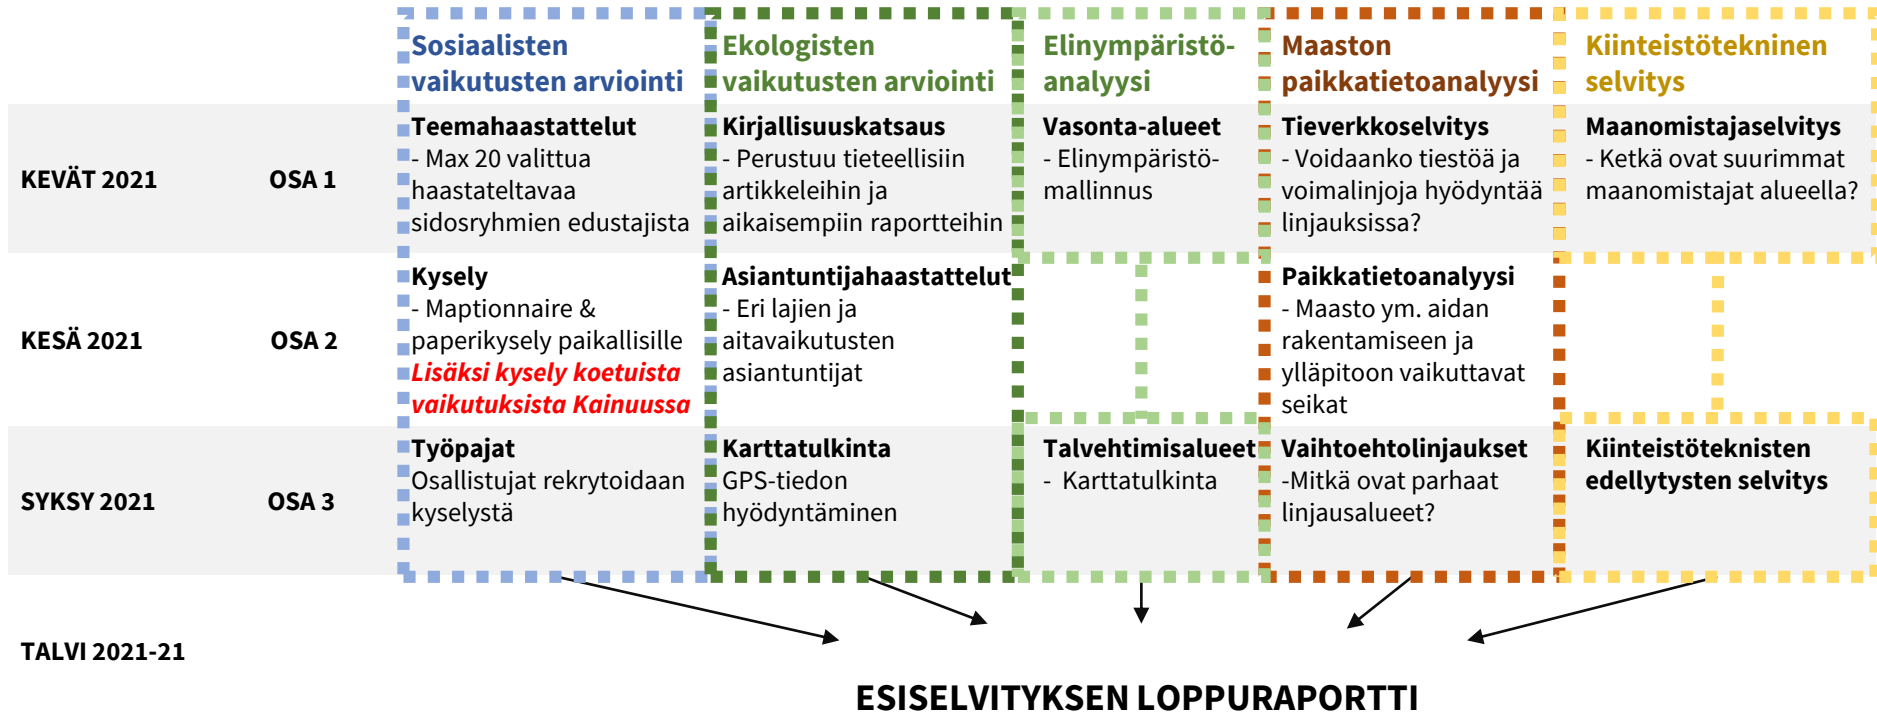 Sosiaalisten
vaikutusten arviointi
Ekologisten
vaikutusten arviointi
Elinympäristö-
analyysi
Maaston
paikkatietoanalyysi
Kiinteistötekninen
selvitys
KEVÄT 2021
OSA 1
Teemahaastattelut
- Max 20 valittua
haastateltavaa
sidosryhmien edustajista
Kirjallisuuskatsaus
- Perustuu tieteellisiin
artikkeleihin ja
aikaisempiin raportteihin
Vasonta-alueet
- Elinympäristö-
mallinnus
Tieverkkoselvitys
- Voidaanko tiestöä ja
voimalinjoja hyödyntää
linjauksissa?
Maanomistajaselvitys
- Ketkä ovat suurimmat
maanomistajat alueella?
KESÄ 2021
OSA 2
Kysely
- Maptionnaire &
paperikysely paikallisille
Lisäksi kysely koetuista
vaikutuksista Kainuussa
Asiantuntijahaastattelut
- Eri lajien ja
aitavaikutusten
asiantuntijat
Paikkatietoanalyysi
- Maasto ym. aidan
rakentamiseen ja
ylläpitoon vaikuttavat
seikat
SYKSY 2021
OSA 3
Työpajat
Osallistujat rekrytoidaan
kyselystä
Karttatulkinta
GPS-tiedon
hyödyntäminen
Talvehtimisalueet
- Karttatulkinta
Vaihtoehtolinjaukset
-Mitkä ovat parhaat
linjausalueet?
Kiinteistöteknisten
edellytysten selvitys
TALVI 2021-21
ESISELVITYKSEN LOPPURAPORTTI